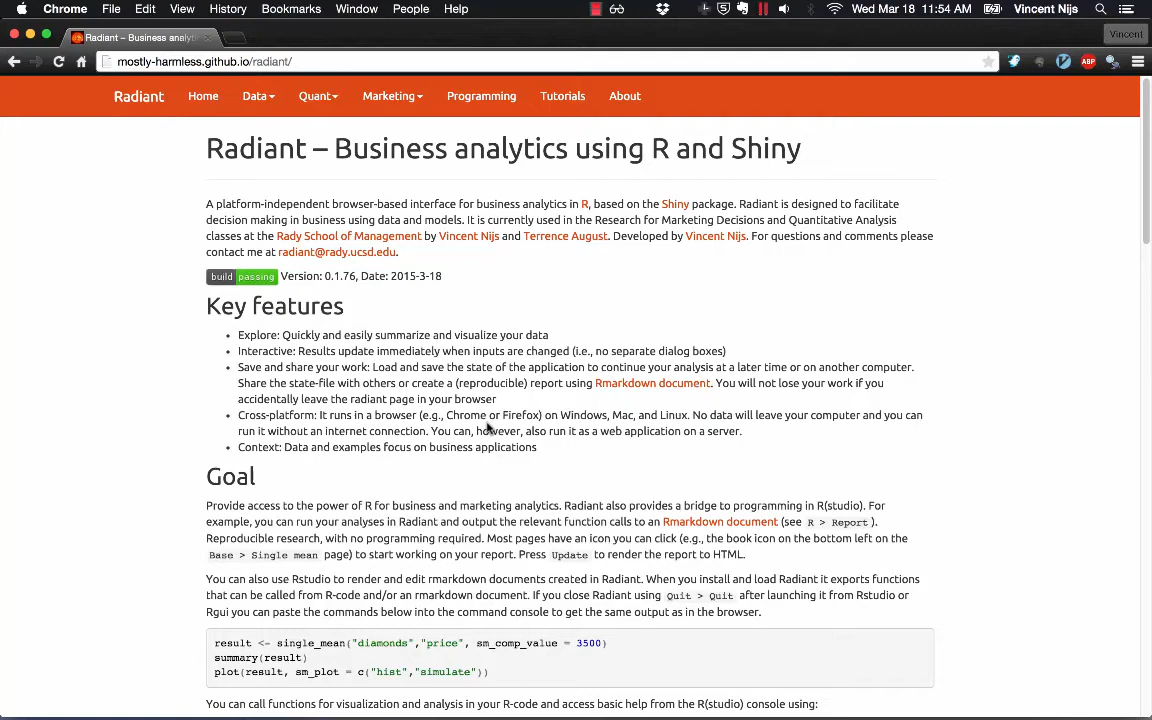 Chrome File Edit View History Bookmarks Window People Help Wed Mar 18 11:54 AM Vincent Nijs
Radiant – Business analyti
Vincent
mostly-harmless.github.io/radiant/
ABP
Radiant Home Data Quant Marketing Programming Tutorials About
Radiant – Business analytics using R and Shiny
A platform-independent browser-based interface for business analytics in R, based on the Shiny package. Radiant is designed to facilitate
decision making in business using data and models. It is currently used in the Research for Marketing Decisions and Quantitative Analysis
classes at the Rady School of Management by Vincent Nijs and Terrence August. Developed by Vincent Nijs. For questions and comments please
contact me at radiant@rady.ucsd.edu.
build passing Version: 0.1.76, Date: 2015-3-18
Key features
• Explore: Quickly and easily summarize and visualize your data
• Interactive: Results update immediately when inputs are changed (i.e., no separate dialog boxes)
• Save and share your work: Load and save the state of the application to continue your analysis at a later time or on another computer.
Share the state-file with others or create a (reproducible) report using Rmarkdown document. You will not lose your work if you
accidentally leave the radiant page in your browser
• Cross-platform: It runs in a browser (e.g., Chrome or Firefox) on Windows, Mac, and Linux. No data will leave your computer and you can
run it without an internet connection. You can, however, also run it as a web application on a server.
• Context: Data and examples focus on business applications
Goal
Provide access to the power of R for business and marketing analytics. Radiant also provides a bridge to programming in R(studio). For
example, you can run your analyses in Radiant and output the relevant function calls to an Rmarkdown document (see R > Report ).
Reproducible research, with no programming required. Most pages have an icon you can click (e.g., the book icon on the bottom left on the
Base > Single mean page) to start working on your report. Press Update to render the report to HTML.
You can also use Rstudio to render and edit rmarkdown documents created in Radiant. When you install and load Radiant it exports functions
that can be called from R-code and/or an rmarkdown document. If you close Radiant using Quit > Quit after launching it from Rstudio or
Rgui you can paste the commands below into the command console to get the same output as in the browser.
result <- single_mean("diamonds","price", sm_comp_value = 3500)
summary(result)
plot(result, sm_plot = c("hist","simulate"))
You can call functions for visualization and analysis in your R-code and access basic help from the R(studio) console using: